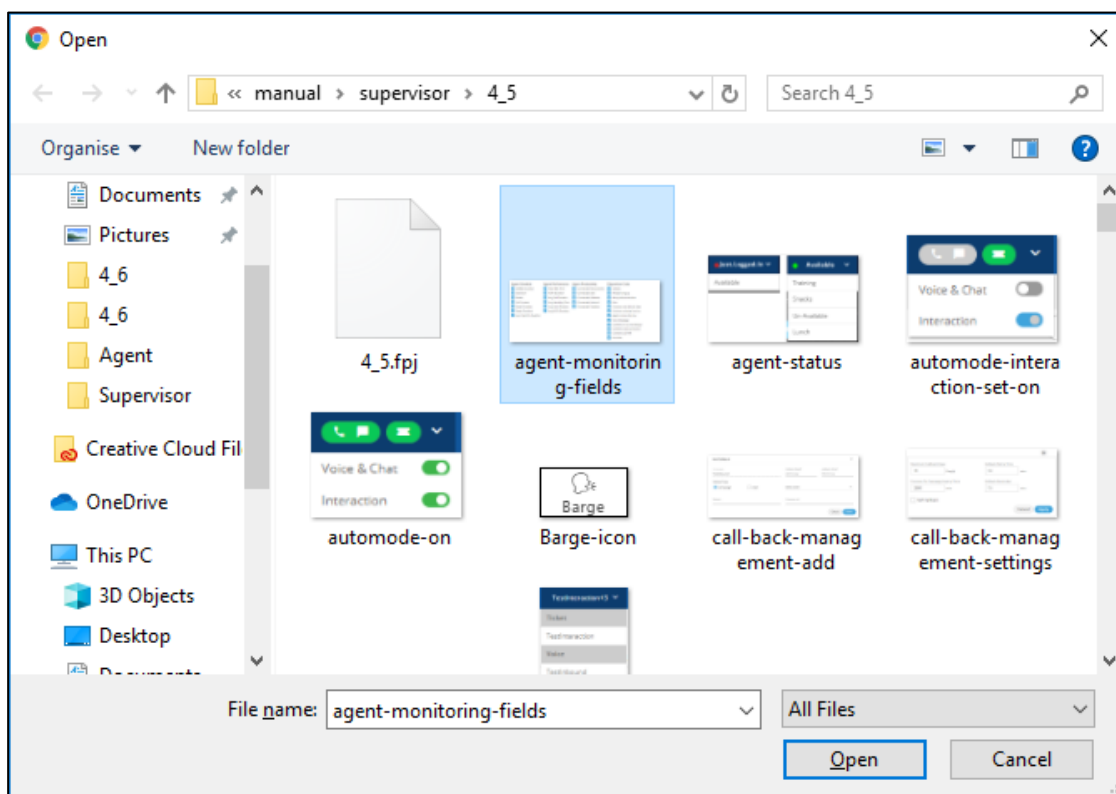 Open
« manual › supervisor › 4_5
Search 4_5
Organise
New folder
Documents
Pictures
4_6
4_6
Agent
Supervisor
Creative Cloud Fil
OneDrive
This PC
3D Objects
Desktop
4_5.fpj
agent-monitorin
g-fields
Available
Available
Training
Snacks
Lunch
agent-status
Voice & Chat
Interaction
automode-intera
ction-set-on
Voice & Chat
Interaction
automode-on
Barge
Barge-icon
call-back-manag
ement-add
call-back-manag
ement-settings
Ticket
TestInteraction
Voice
TestInbound
File name: agent-monitoring-fields
All Files
Open
Cancel